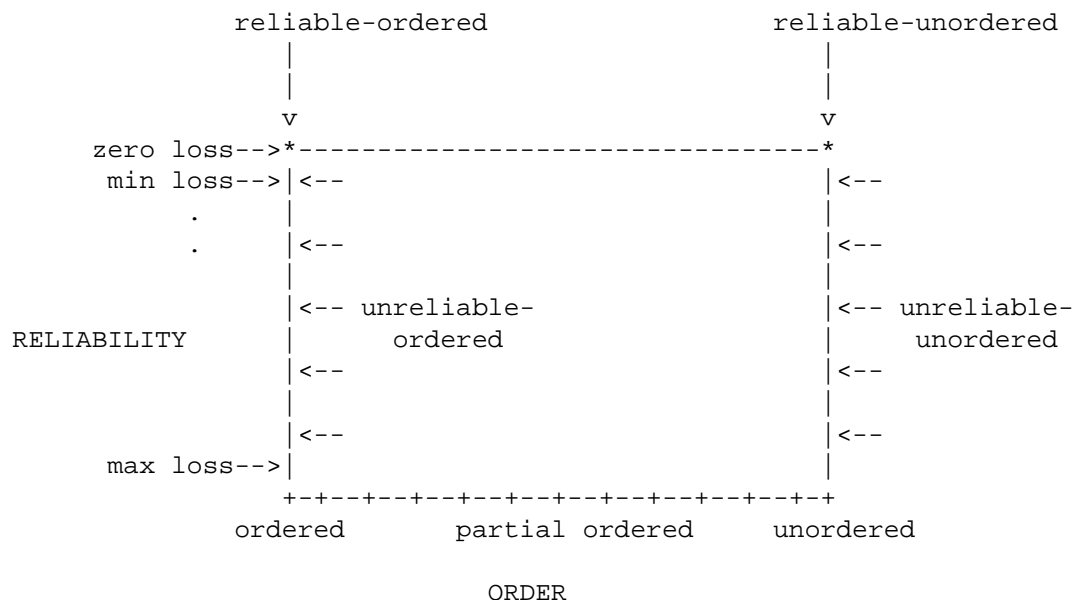 reliable-ordered                  reliable-unordered
    |                                 |
    |                                 |
    v                                 v
zero loss-->*---------------------------------*
min loss-->|<--                              |<--
.      |                                 |
.      |<--                              |<--
|                                 |
|<-- unreliable-                  |<-- unreliable-
RELIABILITY      |      ordered                    |      unordered
|<--                              |<--
|                                 |
|<--                              |<--
max loss-->|                                 |
+-+--+--+--+--+--+--+--+--+--+--+-+
ordered       partial ordered     unordered
ORDER